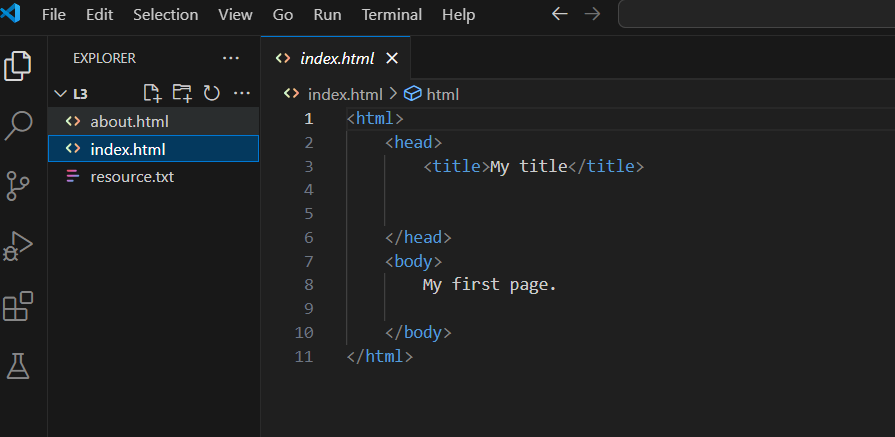 File Edit Selection View Go Run Terminal Help
EXPLORER ...
L3 ...
about.html
index.html
resource.txt
index.html
index.html > html
1 <html>
2 <head>
3 <title>My title</title>
4
5
6 </head>
7 <body>
8 My first page.
9
10 </body>
11 </html>